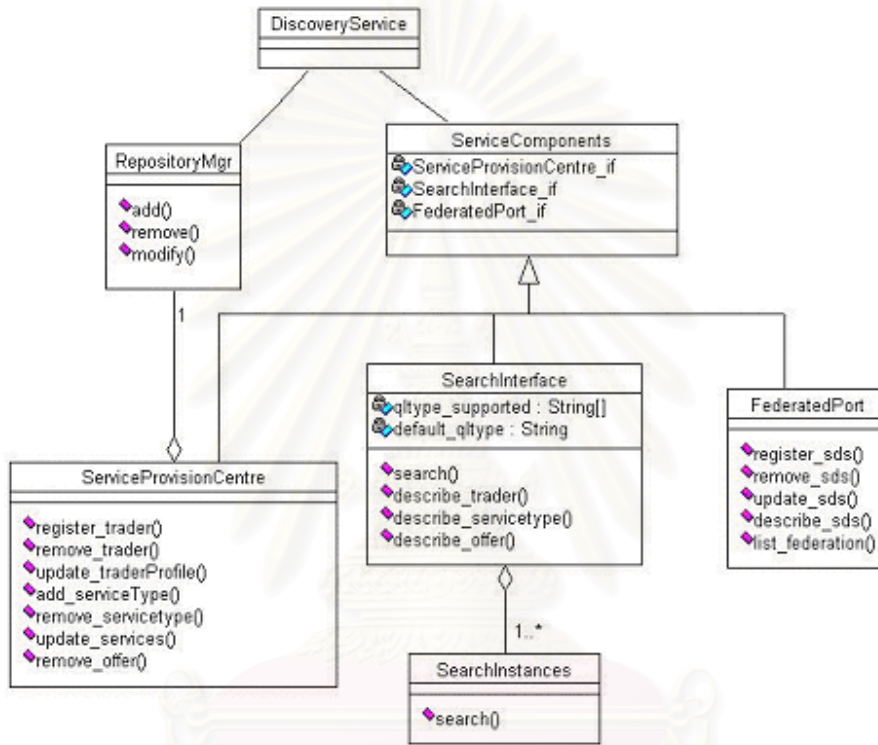 DiscoveryService
RepositoryMgr
add()
remove()
modify()
ServiceComponents
ServiceProvisionCentre_if
SearchInterface_if
FederatedPort_if
1
SearchInterface
qltype_supported : String[]
default_qltype : String
search()
describe_trader()
describe_servicetype()
describe_offer()
FederatedPort
register_sds()
remove_sds()
update_sds()
describe_sds()
list_federation()
ServiceProvisionCentre
register_trader()
remove_trader()
update_traderProfile()
add_serviceType()
remove_servicetype()
update_services()
remove_offer()
1..*
SearchInstances
search()